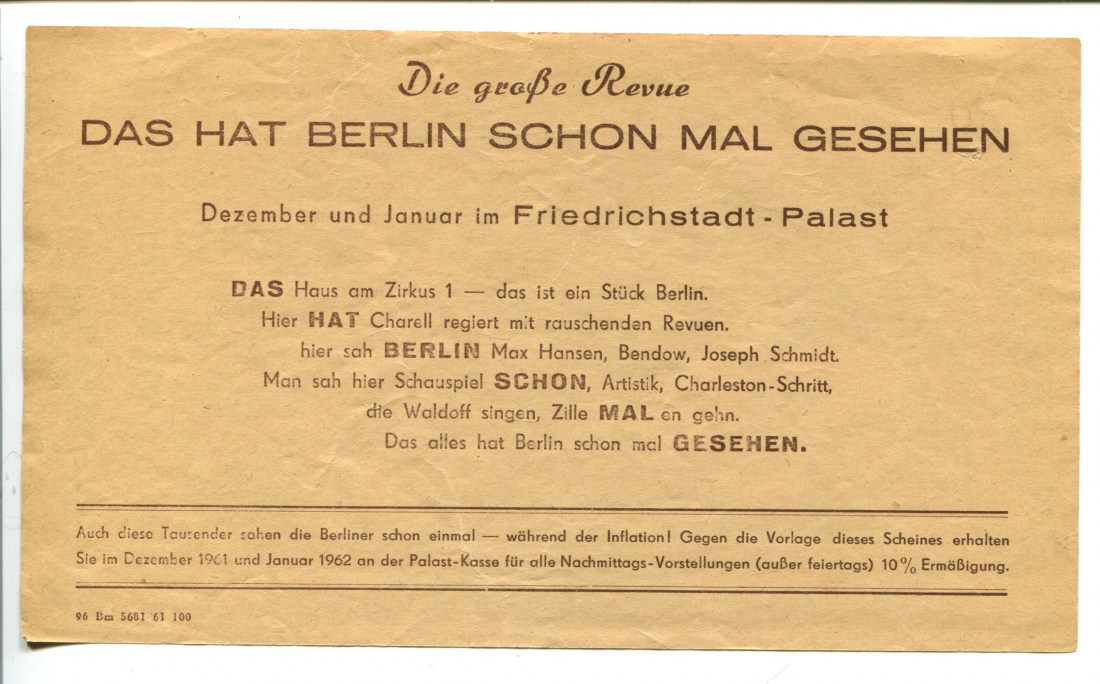 Die große Revue
DAS HAT BERLIN SCHON MAL GESEHEN
Dezember und Januar im Friedrichstadt - Palast
DAS Haus am Zirkus 1 — das ist ein Stück Berlin.
Hier HAT Charell regiert mit rauschenden Revuen.
hier sah BERLIN Max Hansen, Bendow, Joseph Schmidt.
Man sah hier Schauspiel SCHON, Artistik, Charleston-Schritt,
die Waldoff singen, Zille MAL en gehn.
Das alles hat Berlin schon mal GESEHEN.
Auch diese Tausender sahen die Berliner schon einmal — während der Inflation! Gegen die Vorlage dieses Scheines erhalten
Sie im Dezember 1961 und Januar 1962 an der Palast-Kasse für alle Nachmittags-Vorstellungen (außer feiertags) 10% Ermäßigung.
96 Bm 5681 61 100